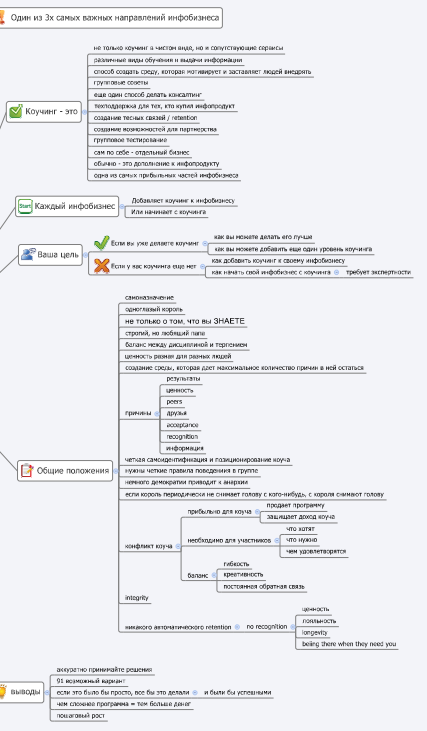 Один из 3х самых важных направлений инфобизнеса
Коучинг - это
не только коучинг в чистом виде, но и сопутствующие сервисы
различные виды обучения и выдачи информации
способ создать среду, которая мотивирует и заставляет людей внедрять
групповые советы
еще один способ делать консалтинг
техподдержка для тех, кто купил инфопродукт
создание тесных связей / retention
создание возможностей для партнерства
групповое тестирование
сам по себе - отдельный бизнес
обычно - это дополнение к инфопродукту
одна из самых прибыльных частей инфобизнеса
Start
Каждый инфобизнес
Добавляет коучинг к инфобизнесу
Или начинает с коучинга
Ваша цель
Если вы уже делаете коучинг
как вы можете делать его лучше
как вы можете добавить еще один уровень коучинга
Если у вас коучинга еще нет
как добавить коучинг к своему инфобизнесу
как начать свой инфобизнес с коучинга
требует экспертности
Общие положения
самоназначение
одноглазый король
не только о том, что вы ЗНАЕТЕ
строгий, но любящий папа
баланс между дисциплиной и терпением
ценность разная для разных людей
создание среды, которая дает максимальное количество причин в ней остаться
причины
результаты
ценность
peers
друзья
acceptance
recognition
информация
четкая самоидентификация и позиционирование коуча
нужны четкие правила поведения в группе
немного демократии приводит к анархии
если король периодически не снимает голову с кого-нибудь, с короля снимают голову
конфликт коуча
прибыльно для коуча
продает программу
защищает доход коуча
необходимо для участников
что хотят
что нужно
чем удовлетворятся
баланс
гибкость
креативность
постоянная обратная связь
integrity
никакого автоматического retention
no recognition
ценность
лояльность
longevity
beiing there when they need you
выводы
аккуратно принимайте решения
91 возможный вариант
если это было бы просто, все бы это делали
и были бы успешными
чем сложнее программа = тем больше денег
пошаговый рост